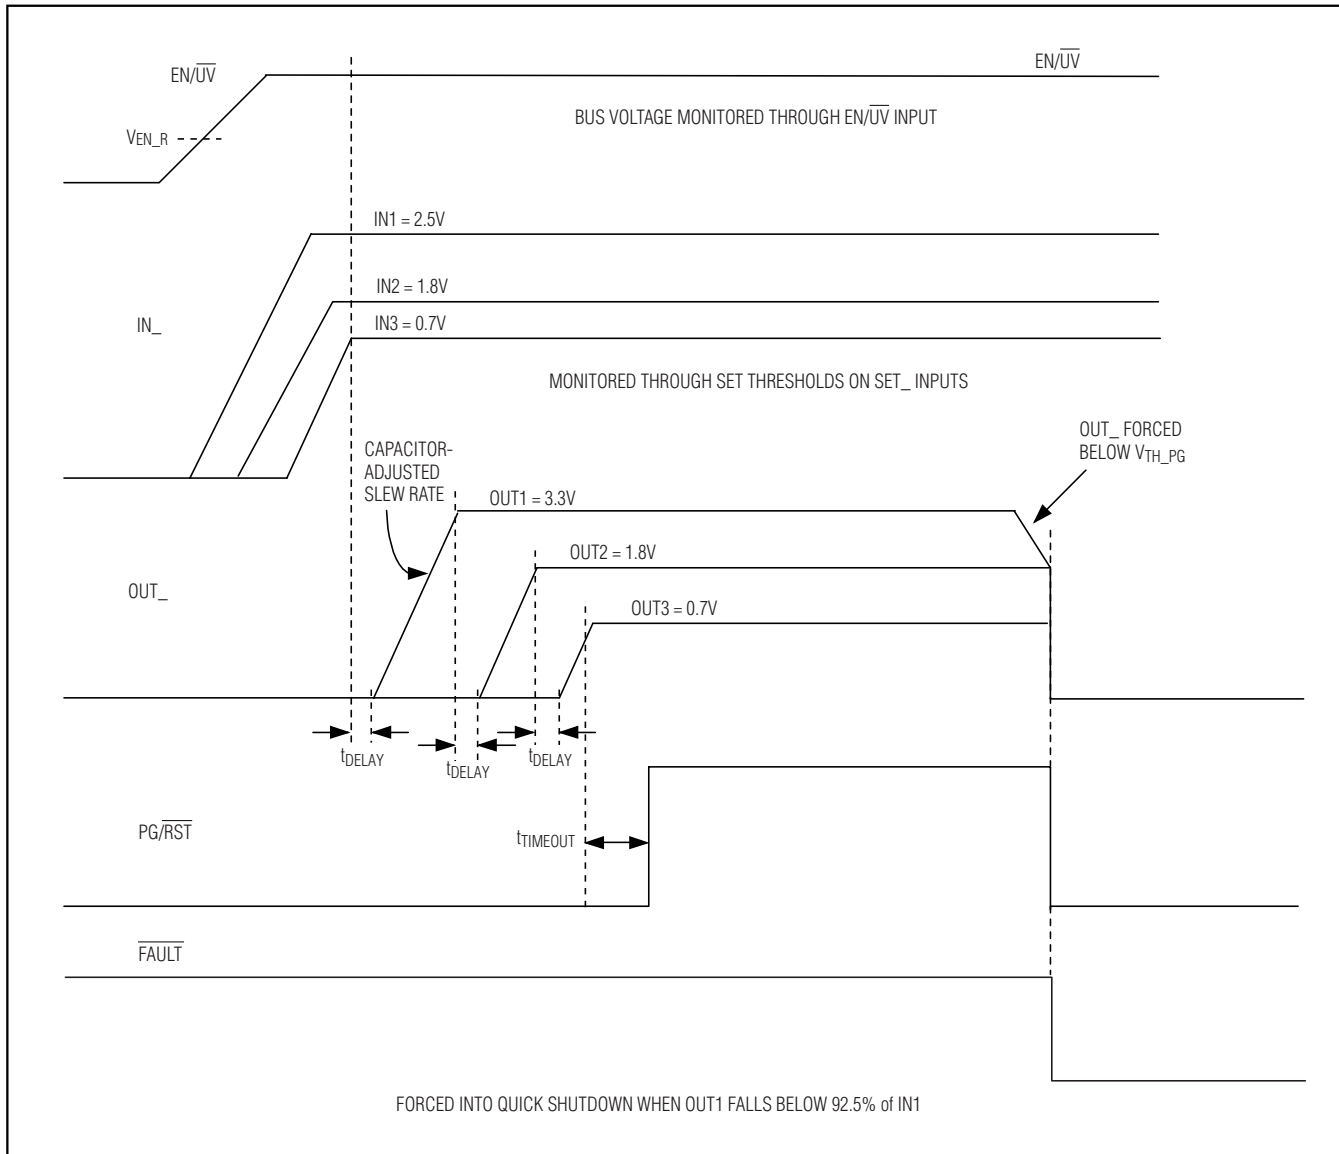 EN/UV
EN/UV
BUS VOLTAGE MONITORED THROUGH EN/UV INPUT
VEN_R
IN1 = 2.5V
IN2 = 1.8V
IN_
IN3 = 0.7V
MONITORED THROUGH SET THRESHOLDS ON SET_ INPUTS
OUT_ FORCED
BELOW VTH_PG
CAPACITOR-
ADJUSTED
SLEW RATE
OUT1 = 3.3V
OUT2 = 1.8V
OUT_
OUT3 = 0.7V
tDELAY
tDELAY
tDELAY
PG/RST
tTIMEOUT
FAULT
FORCED INTO QUICK SHUTDOWN WHEN OUT1 FALLS BELOW 92.5% of IN1